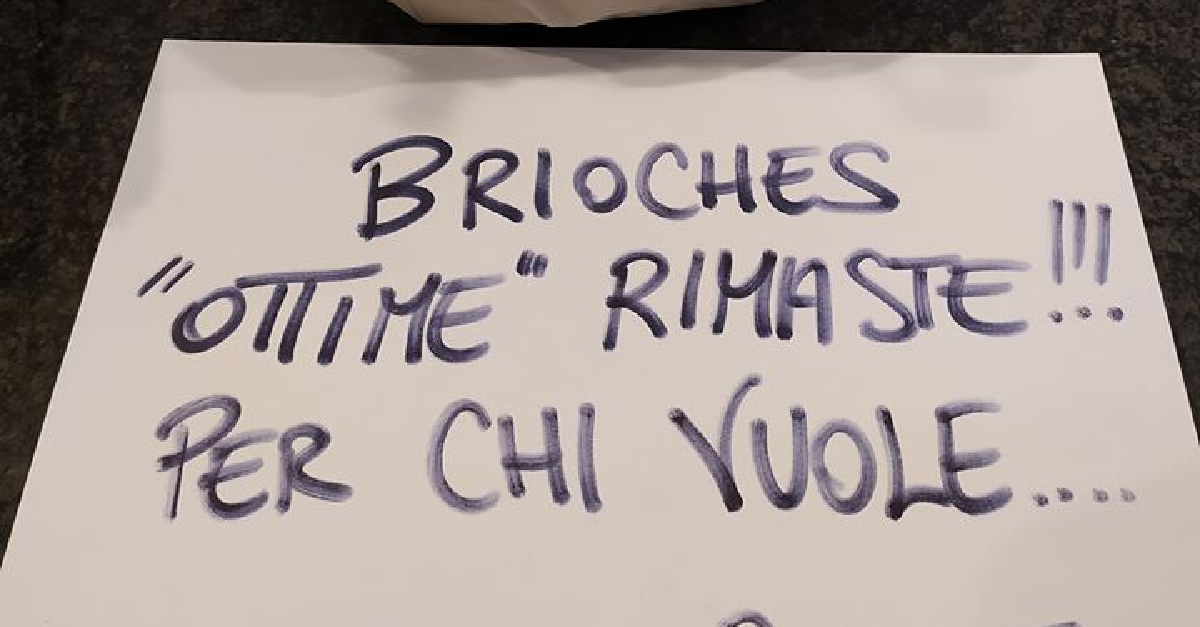 BRIOCHES
"OTTIME" RIMASTE!!!
PER CHI VUOLE....